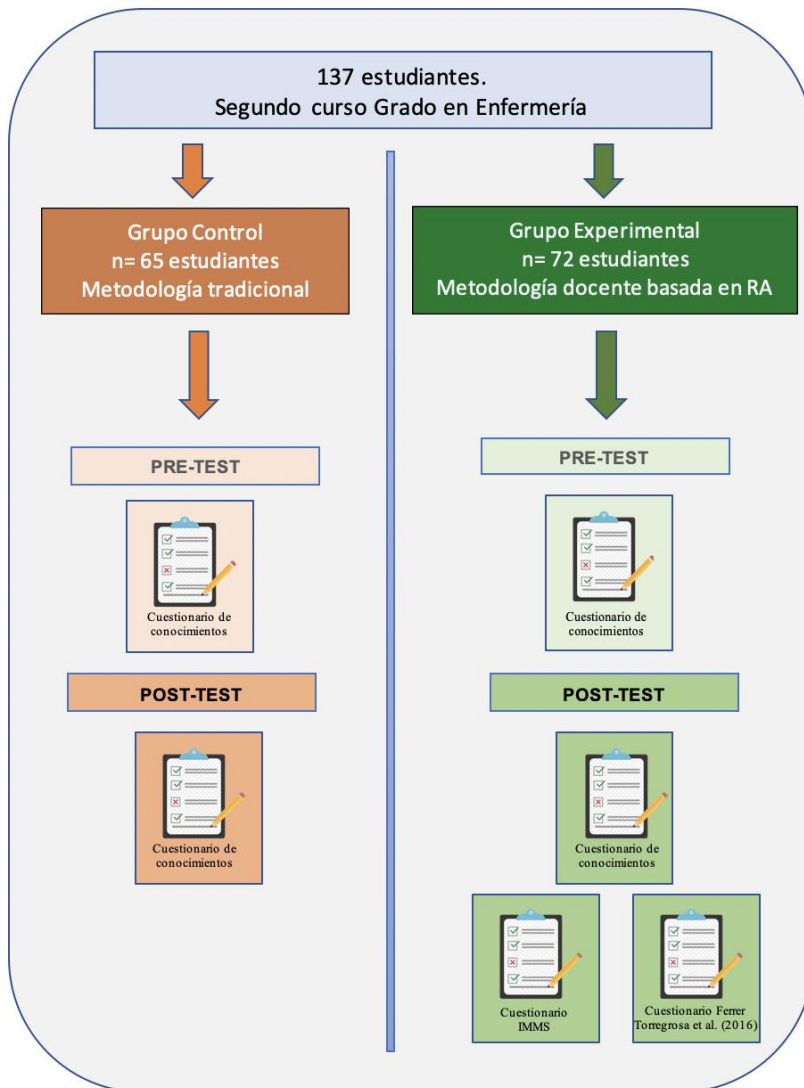 137 estudiantes.
Segundo curso Grado en Enfermería
Grupo Control
n= 65 estudiantes
Metodología tradicional
Grupo Experimental
n= 72 estudiantes
Metodología docente basada en RA
PRE-TEST
Cuestionario de
conocimientos
POST-TEST
Cuestionario de
conocimientos
PRE-TEST
Cuestionario de
conocimientos
POST-TEST
Cuestionario de
conocimientos
Cuestionario
IMMS
Cuestionario Ferrer
Torregrosa et al. (2016)